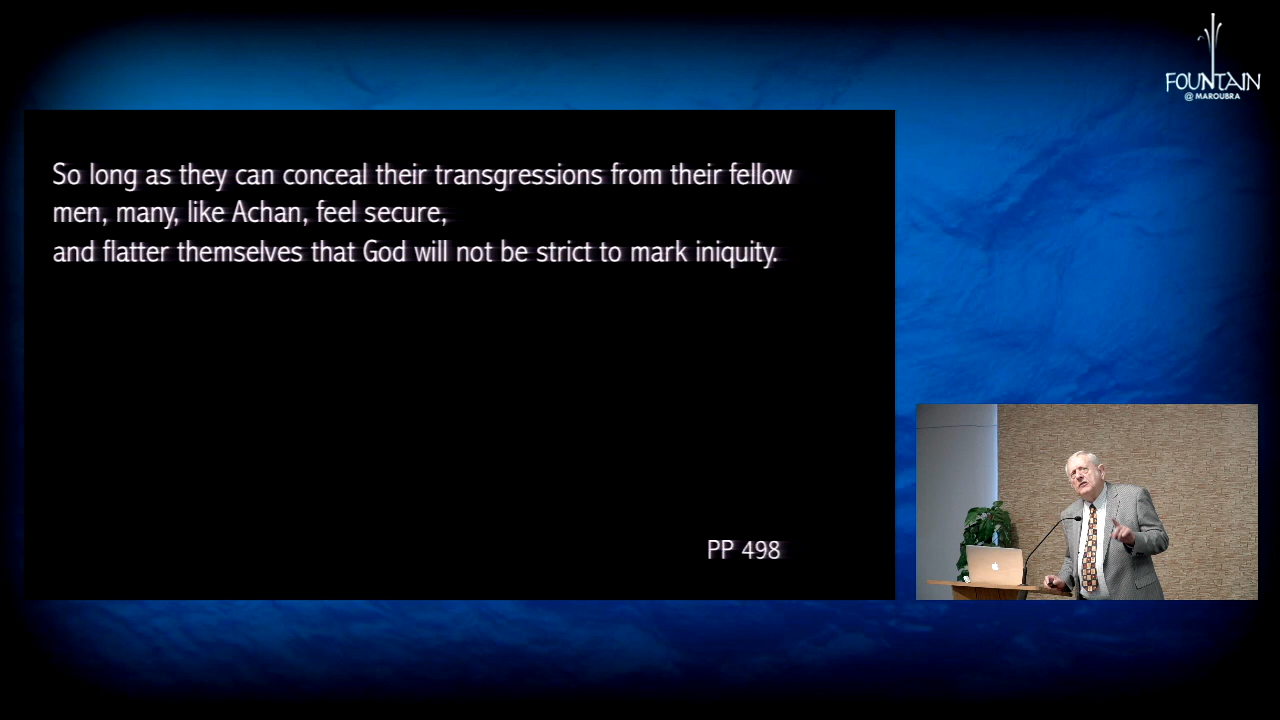 FOUNTAIN
@ MAROUBRA
So long as they can conceal their transgressions from their fellow
men, many, like Achan, feel secure,
and flatter themselves that God will not be strict to mark iniquity.
PP 498